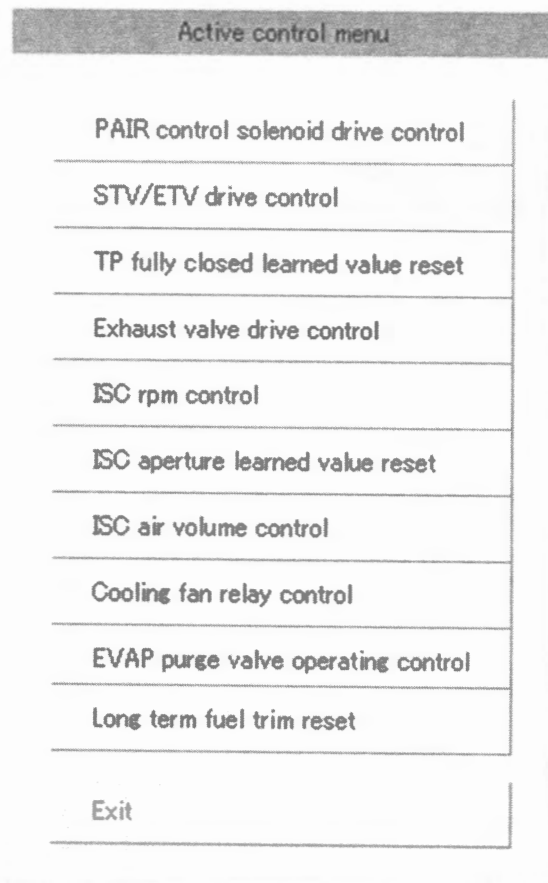 Active control menu
PAIR control solenoid drive control
STV/ETV drive control
TP fully closed learned value reset
Exhaust valve drive control
ISC rpm control
ISC aperture learned value reset
ISC air volume control
Cooling fan relay control
EVAP purge valve operating control
Long term fuel trim reset
Exit